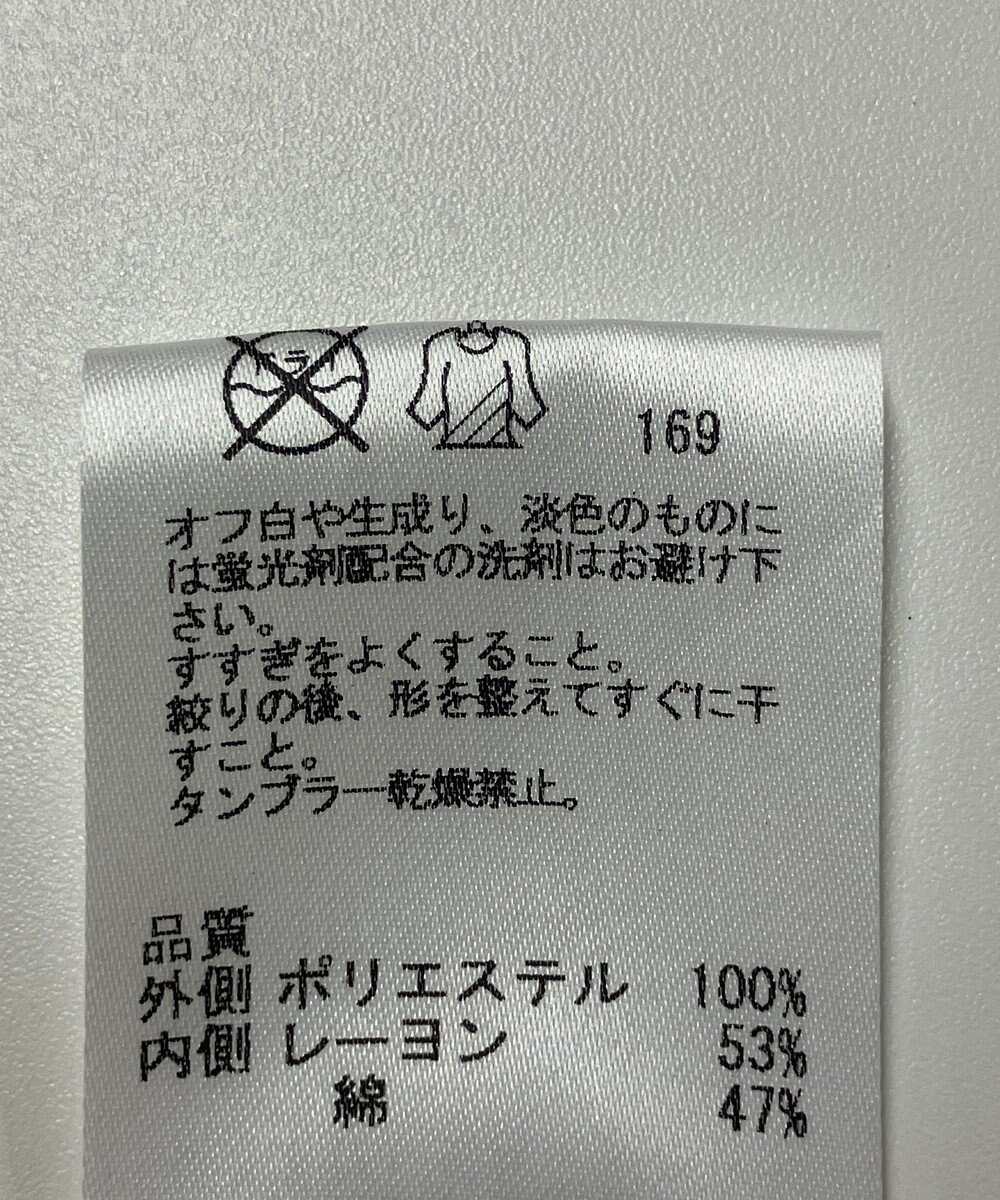 ドライ
169
オフ白や生成り、淡色のものに
は蛍光剤配合の洗剤はお避け下
さい。
すすぎをよくすること。
絞りの後、形を整えてすぐに干
すこと。
タンブラー乾燥禁止。
品質
外側 ポリエステル 100%
内側 レーヨン 53%
綿 47%